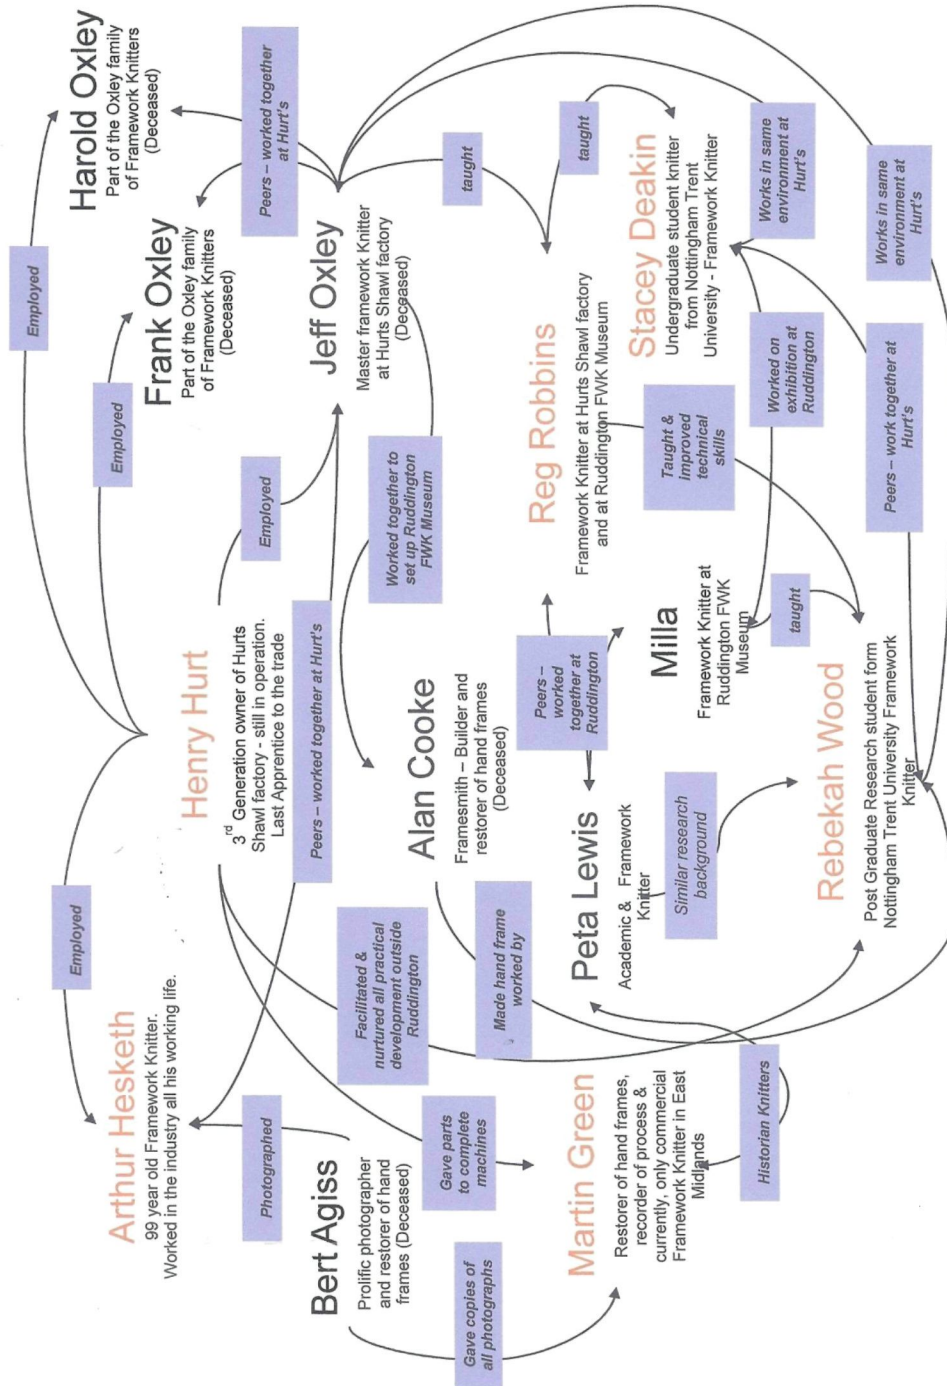 Employed
Employed
Employed
Harold Oxley
Part of the Oxley family
of Framework Knitters
(Deceased)
Frank Oxley
Part of the Oxley family
of Framework Knitters
(Deceased)
Peers – worked together
at Hurt's
Arthur Hesketh
99 year old Framework Knitter.
Worked in the industry all his working life.
Henry Hurt
3rd Generation owner of Hurts
Shawl factory - still in operation.
Last Apprentice to the trade
Employed
Jeff Oxley
Master framework Knitter
at Hurts Shawl factory
(Deceased)
Photographed
Peers – worked together at Hurt's
Bert Agiss
Prolific photographer
and restorer of hand
frames (Deceased)
Facilitated &
nurtured all practical
development outside
Ruddington
Worked together to
set up Ruddington
FWK Museum
taught
Gave parts
to complete
machines
Alan Cooke
Framesmith – Builder and
restorer of hand frames
(Deceased)
Gave copies of
all photographs
Made hand frame
worked by
Reg Robbins
Framework Knitter at Hurts Shawl factory
and at Ruddington FWK Museum
taught
Peers –
worked
together at
Ruddington
Martin Green
Restorer of hand frames,
recorder of process &
currently, only commercial
Framework Knitter in East
Midlands
Peta Lewis
Academic & Framework
Knitter
Stacey Deakin
Undergraduate student knitter
from Nottingham Trent
University - Framework Knitter
Taught &
improved
technical
skills
Milla
Framework Knitter at
Ruddington FWK
Museum
Similar research
background
Worked on
exhibition at
Ruddington
Works in same
environment at
Hurt's
Historian Knitters
taught
Rebekah Wood
Post Graduate Research student form
Nottingham Trent University Framework
Knitter
Peers – work together at
Hurt's
Works in same
environment at
Hurt's